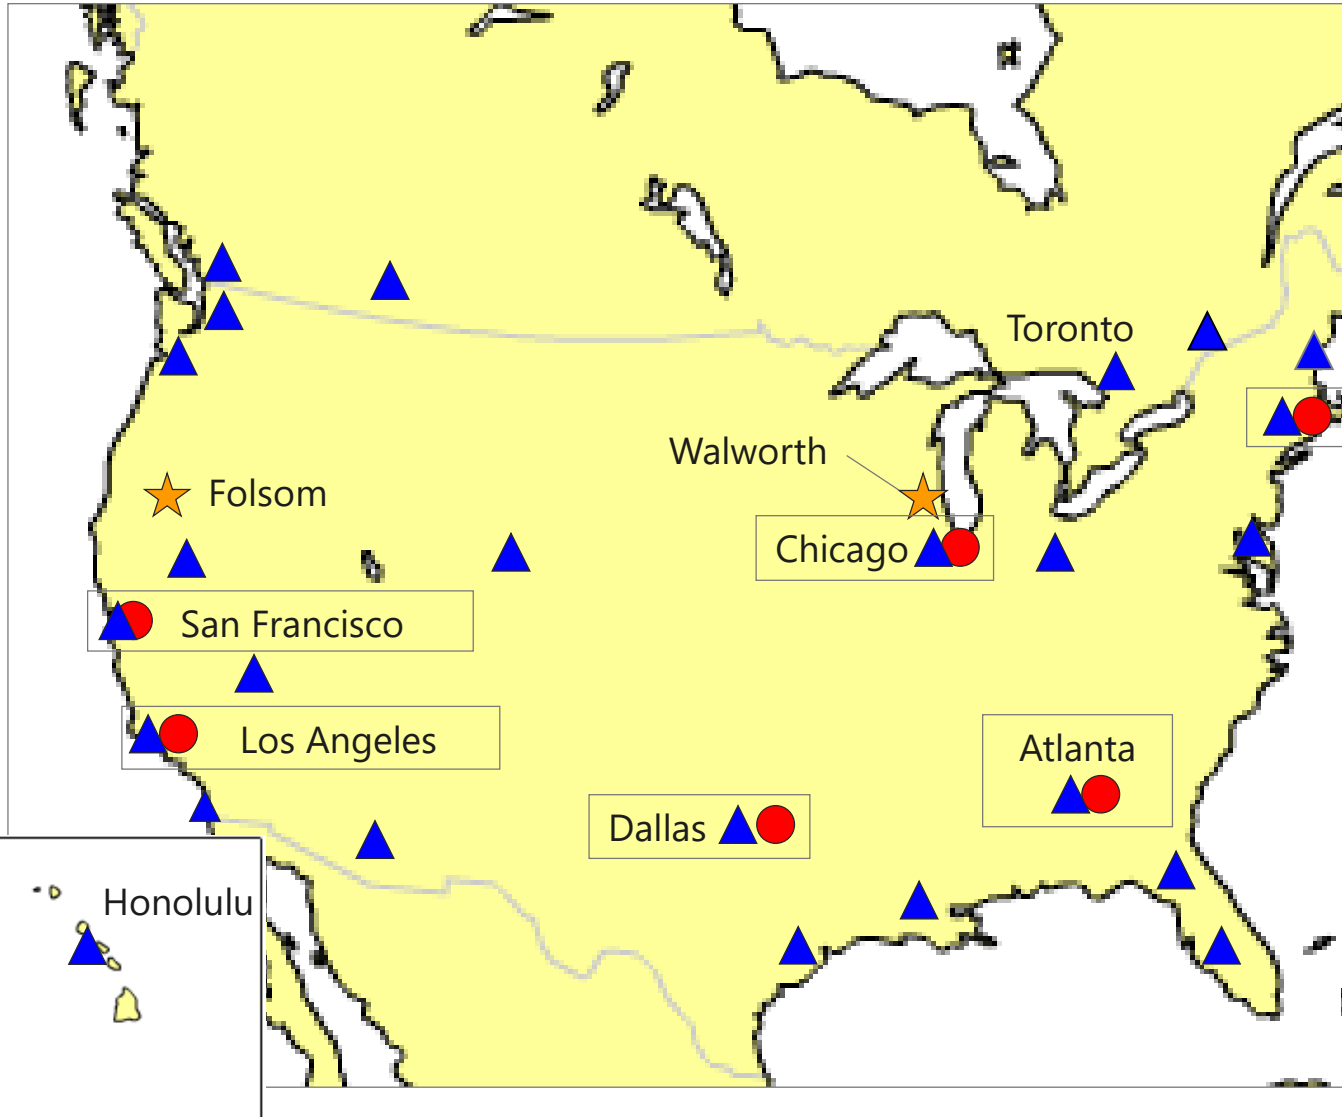 Toronto
Walworth
Folsom
Chicago
San Francisco
Los Angeles
Atlanta
Dallas
Honolulu